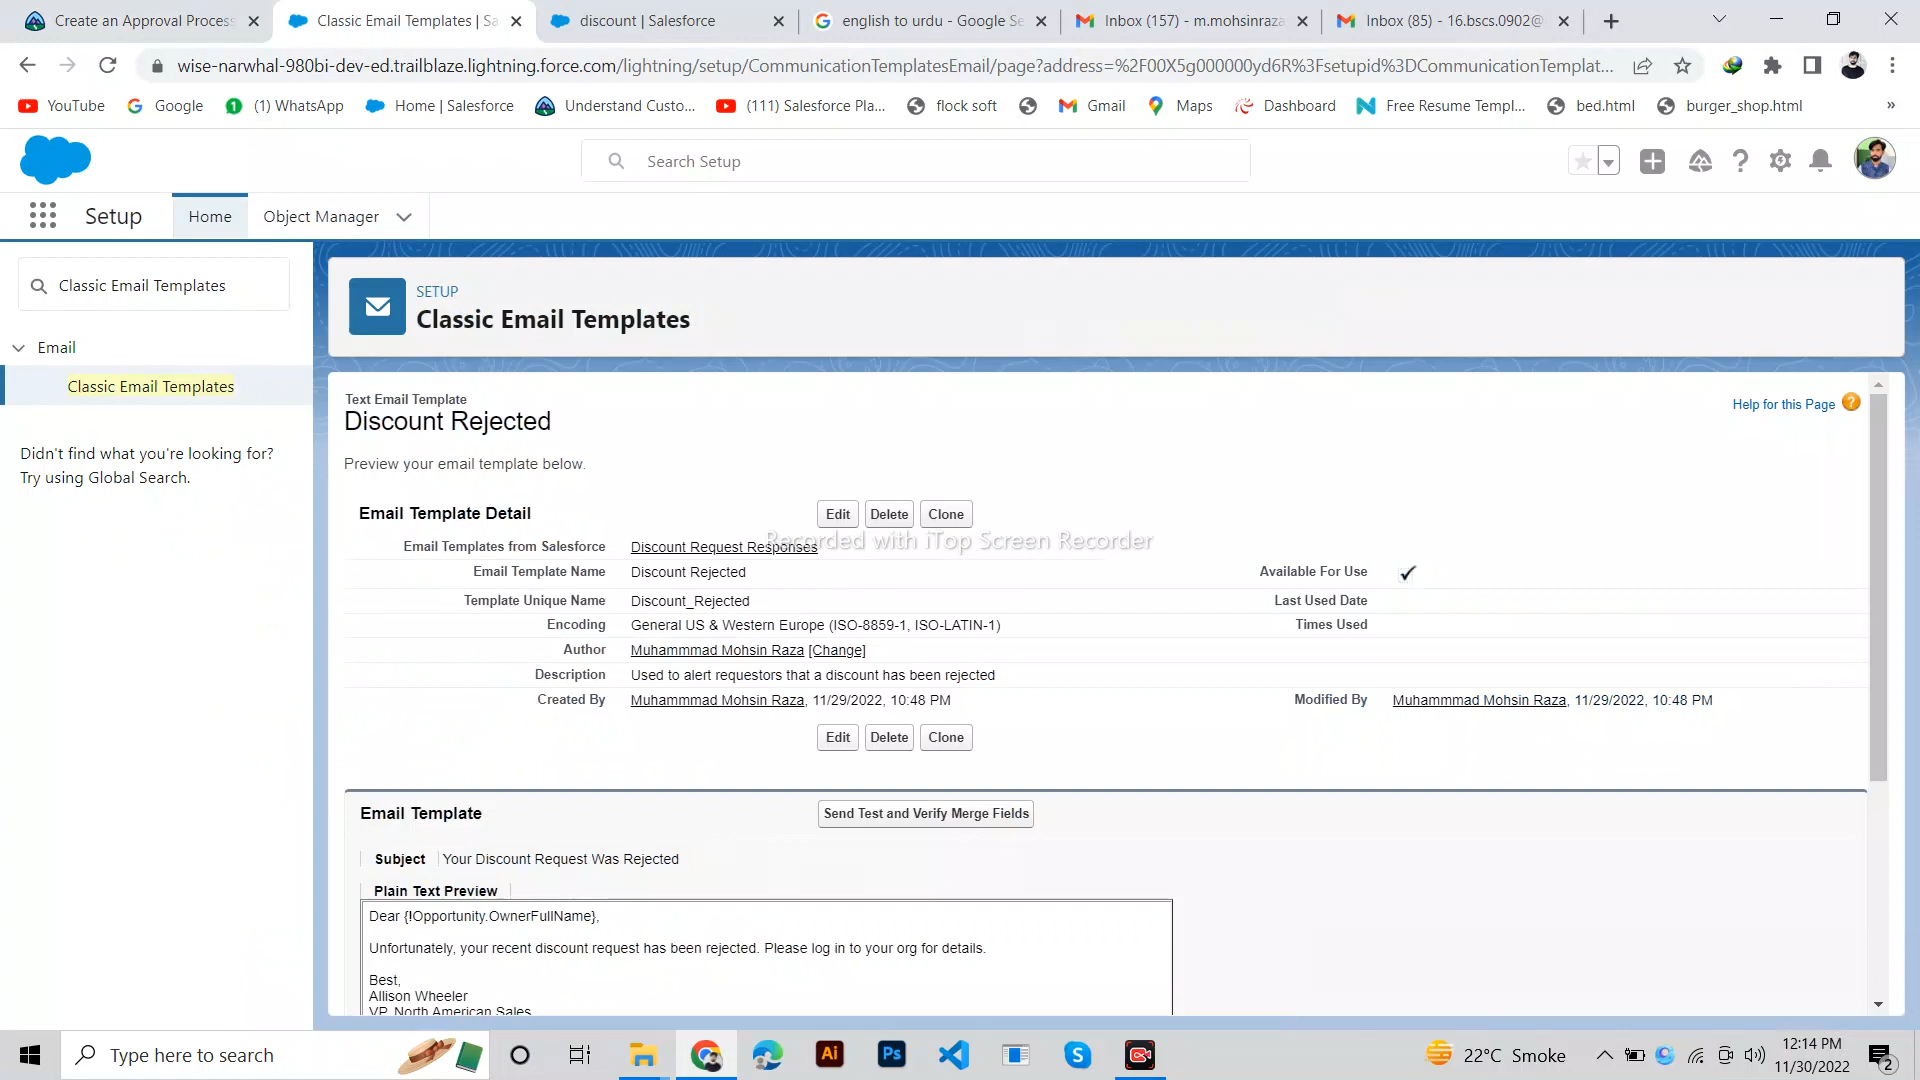 Create an Approval Process
Classic Email Templates | Sa
discount | Salesforce
english to urdu - Google Se
Inbox (157) - m.mohsinraza
Inbox (85) - 16.bscs.0902@
wise-narwhal-980bi-dev-ed.trailblaze.lightning.force.com/lightning/setup/CommunicationTemplatesEmail/page?address=%2F00X5g000000yd6R%3Fsetupid%3DCommunicationTemplat...
YouTube
Google
(1) WhatsApp
Home | Salesforce
Understand Custo...
(111) Salesforce Pla...
flock soft
Gmail
Maps
Dashboard
Free Resume Templ...
bed.html
burger_shop.html
»
Search Setup
Setup
Home
Object Manager
Classic Email Templates
Email
Classic Email Templates
Didn't find what you're looking for?
Try using Global Search.
SETUP
Classic Email Templates
Text Email Template
Discount Rejected
Help for this Page
Preview your email template below.
Email Template Detail
Edit Delete Clone
Recorded with iTop Screen Recorder
Email Templates from Salesforce Discount Request Responses
Email Template Name Discount Rejected Available For Use
Template Unique Name Discount_Rejected Last Used Date
Encoding General US & Western Europe (ISO-8859-1, ISO-LATIN-1) Times Used
Author Muhammmad Mohsin Raza [Change]
Description Used to alert requestors that a discount has been rejected
Created By Muhammmad Mohsin Raza, 11/29/2022, 10:48 PM Modified By Muhammmad Mohsin Raza, 11/29/2022, 10:48 PM
Edit Delete Clone
Email Template
Send Test and Verify Merge Fields
Subject Your Discount Request Was Rejected
Plain Text Preview
Dear {!Opportunity.OwnerFullName},
Unfortunately, your recent discount request has been rejected. Please log in to your org for details.
Best,
Allison Wheeler
VP, North American Sales
Type here to search
Ai
Ps
22°C Smoke
12:14 PM
11/30/2022
2